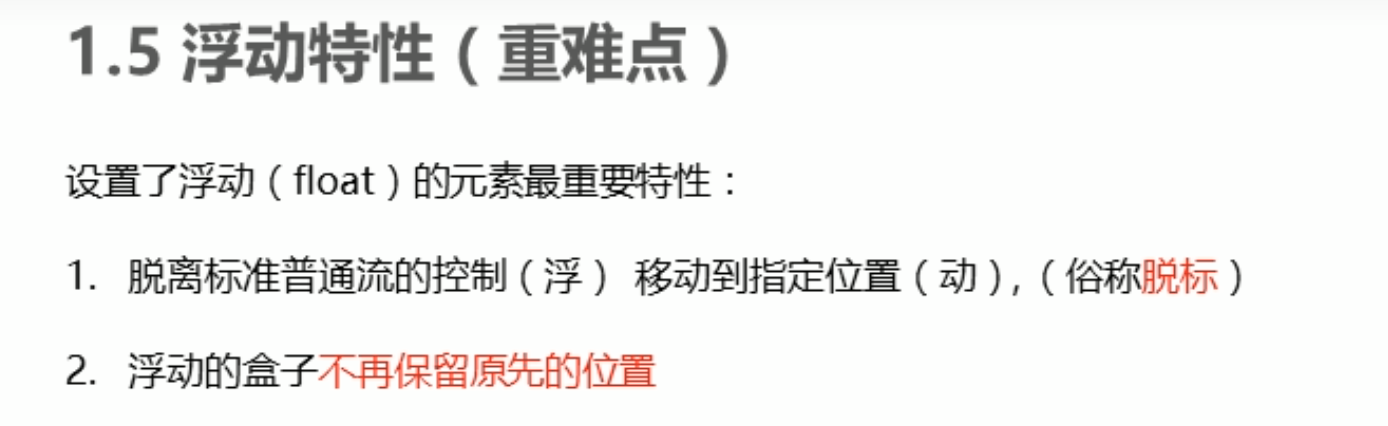 1.5 浮动特性（重难点）
设置了浮动（float）的元素最重要特性：
1. 脱离标准普通流的控制（浮） 移动到指定位置（动），（俗称脱标）
2. 浮动的盒子不再保留原先的位置